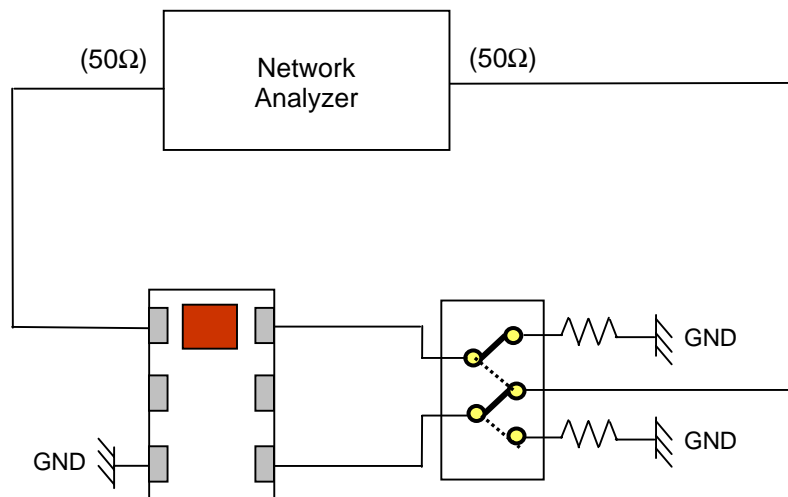 (50Ω)
Network
Analyzer
(50Ω)
GND
GND
GND